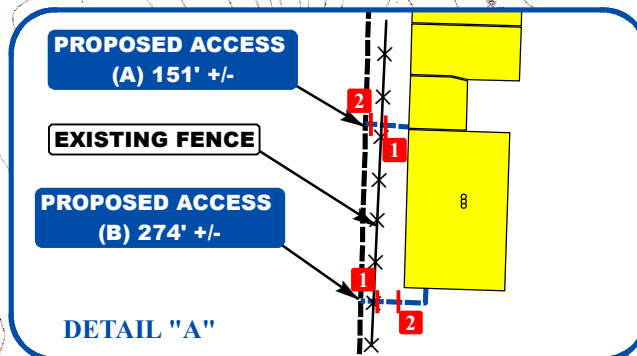 PROPOSED ACCESS
(A) 151' +/-
2
1
EXISTING FENCE
PROPOSED ACCESS
(B) 274' +/-
1
2
DETAIL "A"